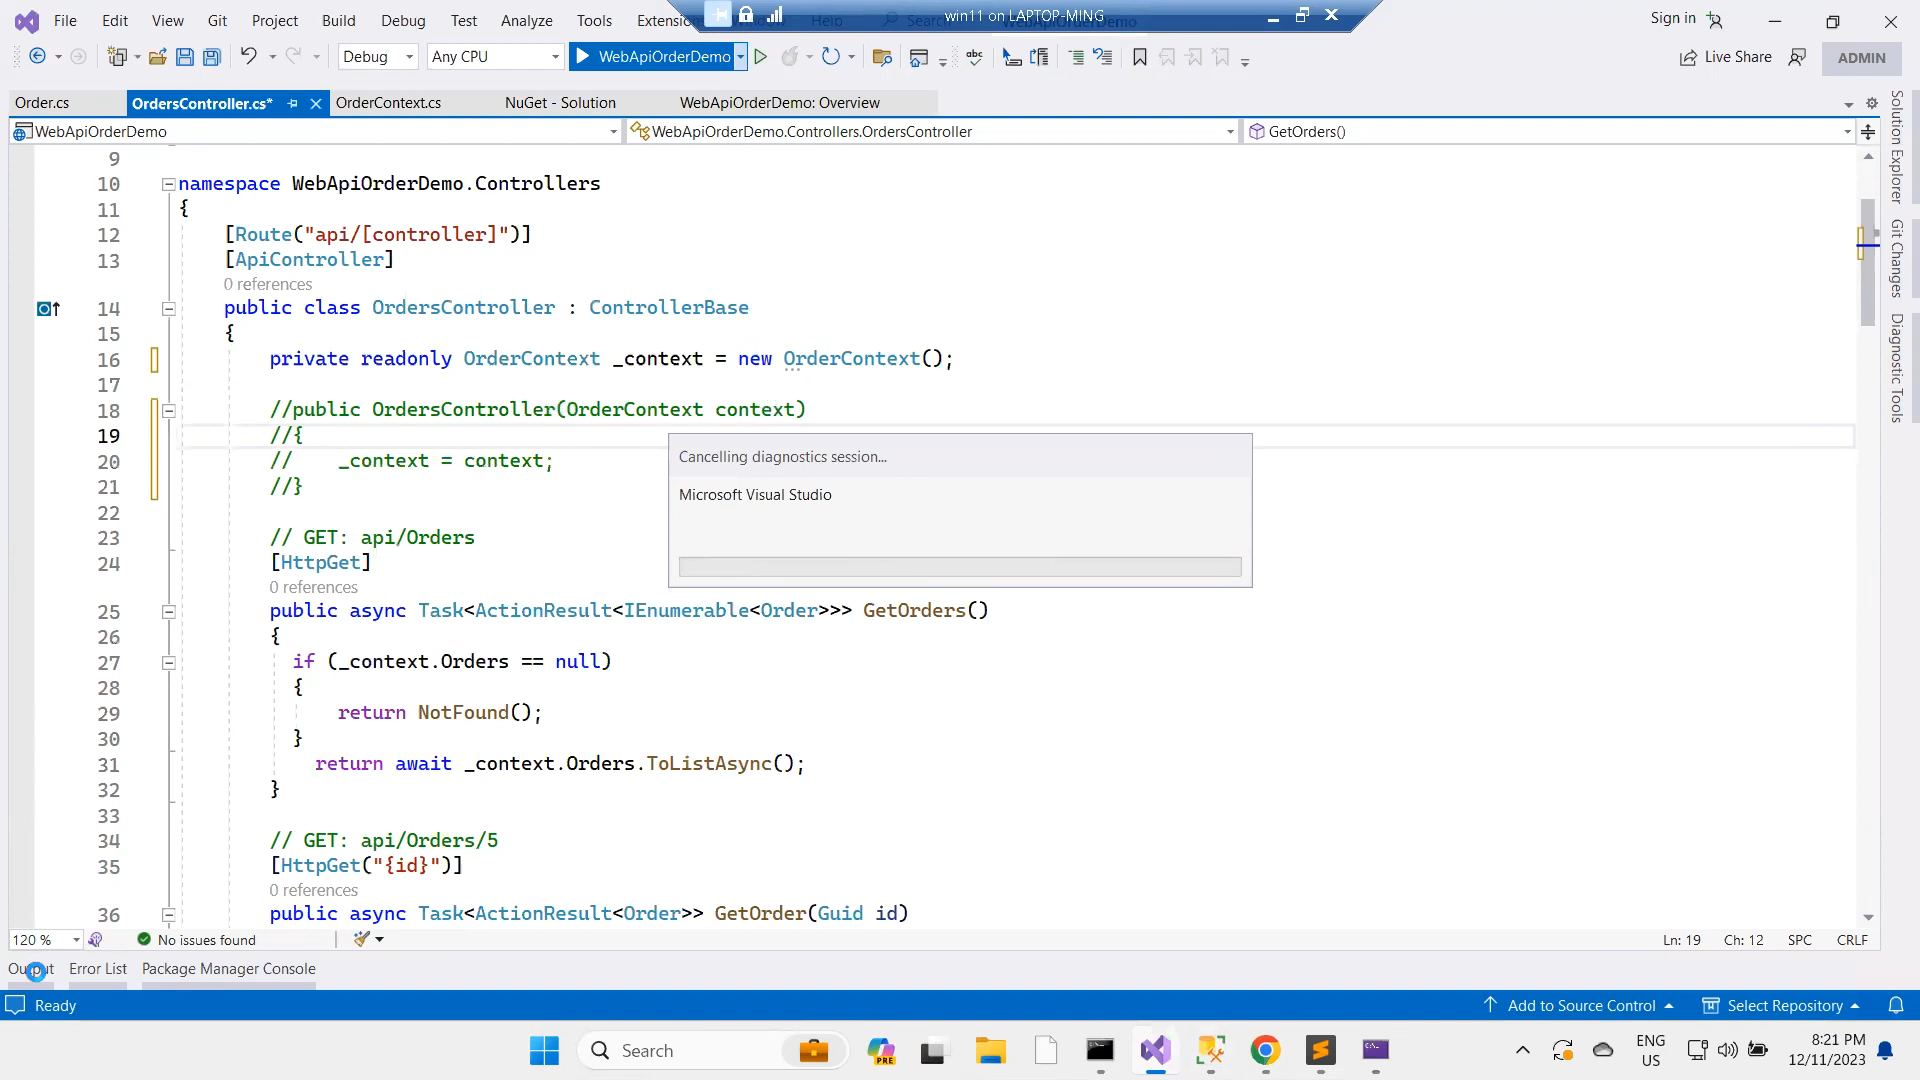 File Edit View Git Project Build Debug Test Analyze Tools Extensions Help Search win11 on LAPTOP-MING Demo Sign in
Debug Any CPU WebApiOrderDemo Live Share ADMIN
Order.cs OrdersController.cs* OrderContext.cs NuGet - Solution WebApiOrderDemo: Overview
WebApiOrderDemo WebApiOrderDemo.Controllers.OrdersController GetOrders()
9
10 namespace WebApiOrderDemo.Controllers
11 {
12 [Route("api/[controller]")]
13 [ApiController]
0 references
14 public class OrdersController : ControllerBase
15 {
16 private readonly OrderContext _context = new OrderContext();
17
18 //public OrdersController(OrderContext context)
19 //{
20 // _context = context;
21 //}
22
23 // GET: api/Orders
24 [HttpGet]
0 references
25 public async Task<ActionResult<IEnumerable<Order>>> GetOrders()
26 {
27 if (_context.Orders == null)
28 {
29 return NotFound();
30 }
31 return await _context.Orders.ToListAsync();
32 }
33
34 // GET: api/Orders/5
35 [HttpGet("{id}")]
0 references
36 public async Task<ActionResult<Order>> GetOrder(Guid id)
Cancelling diagnostics session...
Microsoft Visual Studio
Solution Explorer
Git Changes
Diagnostic Tools
120 % No issues found Ln: 19 Ch: 12 SPC CRLF
Output Error List Package Manager Console
Ready Add to Source Control Select Repository
Search PRE ENG 8:21 PM
US 12/11/2023